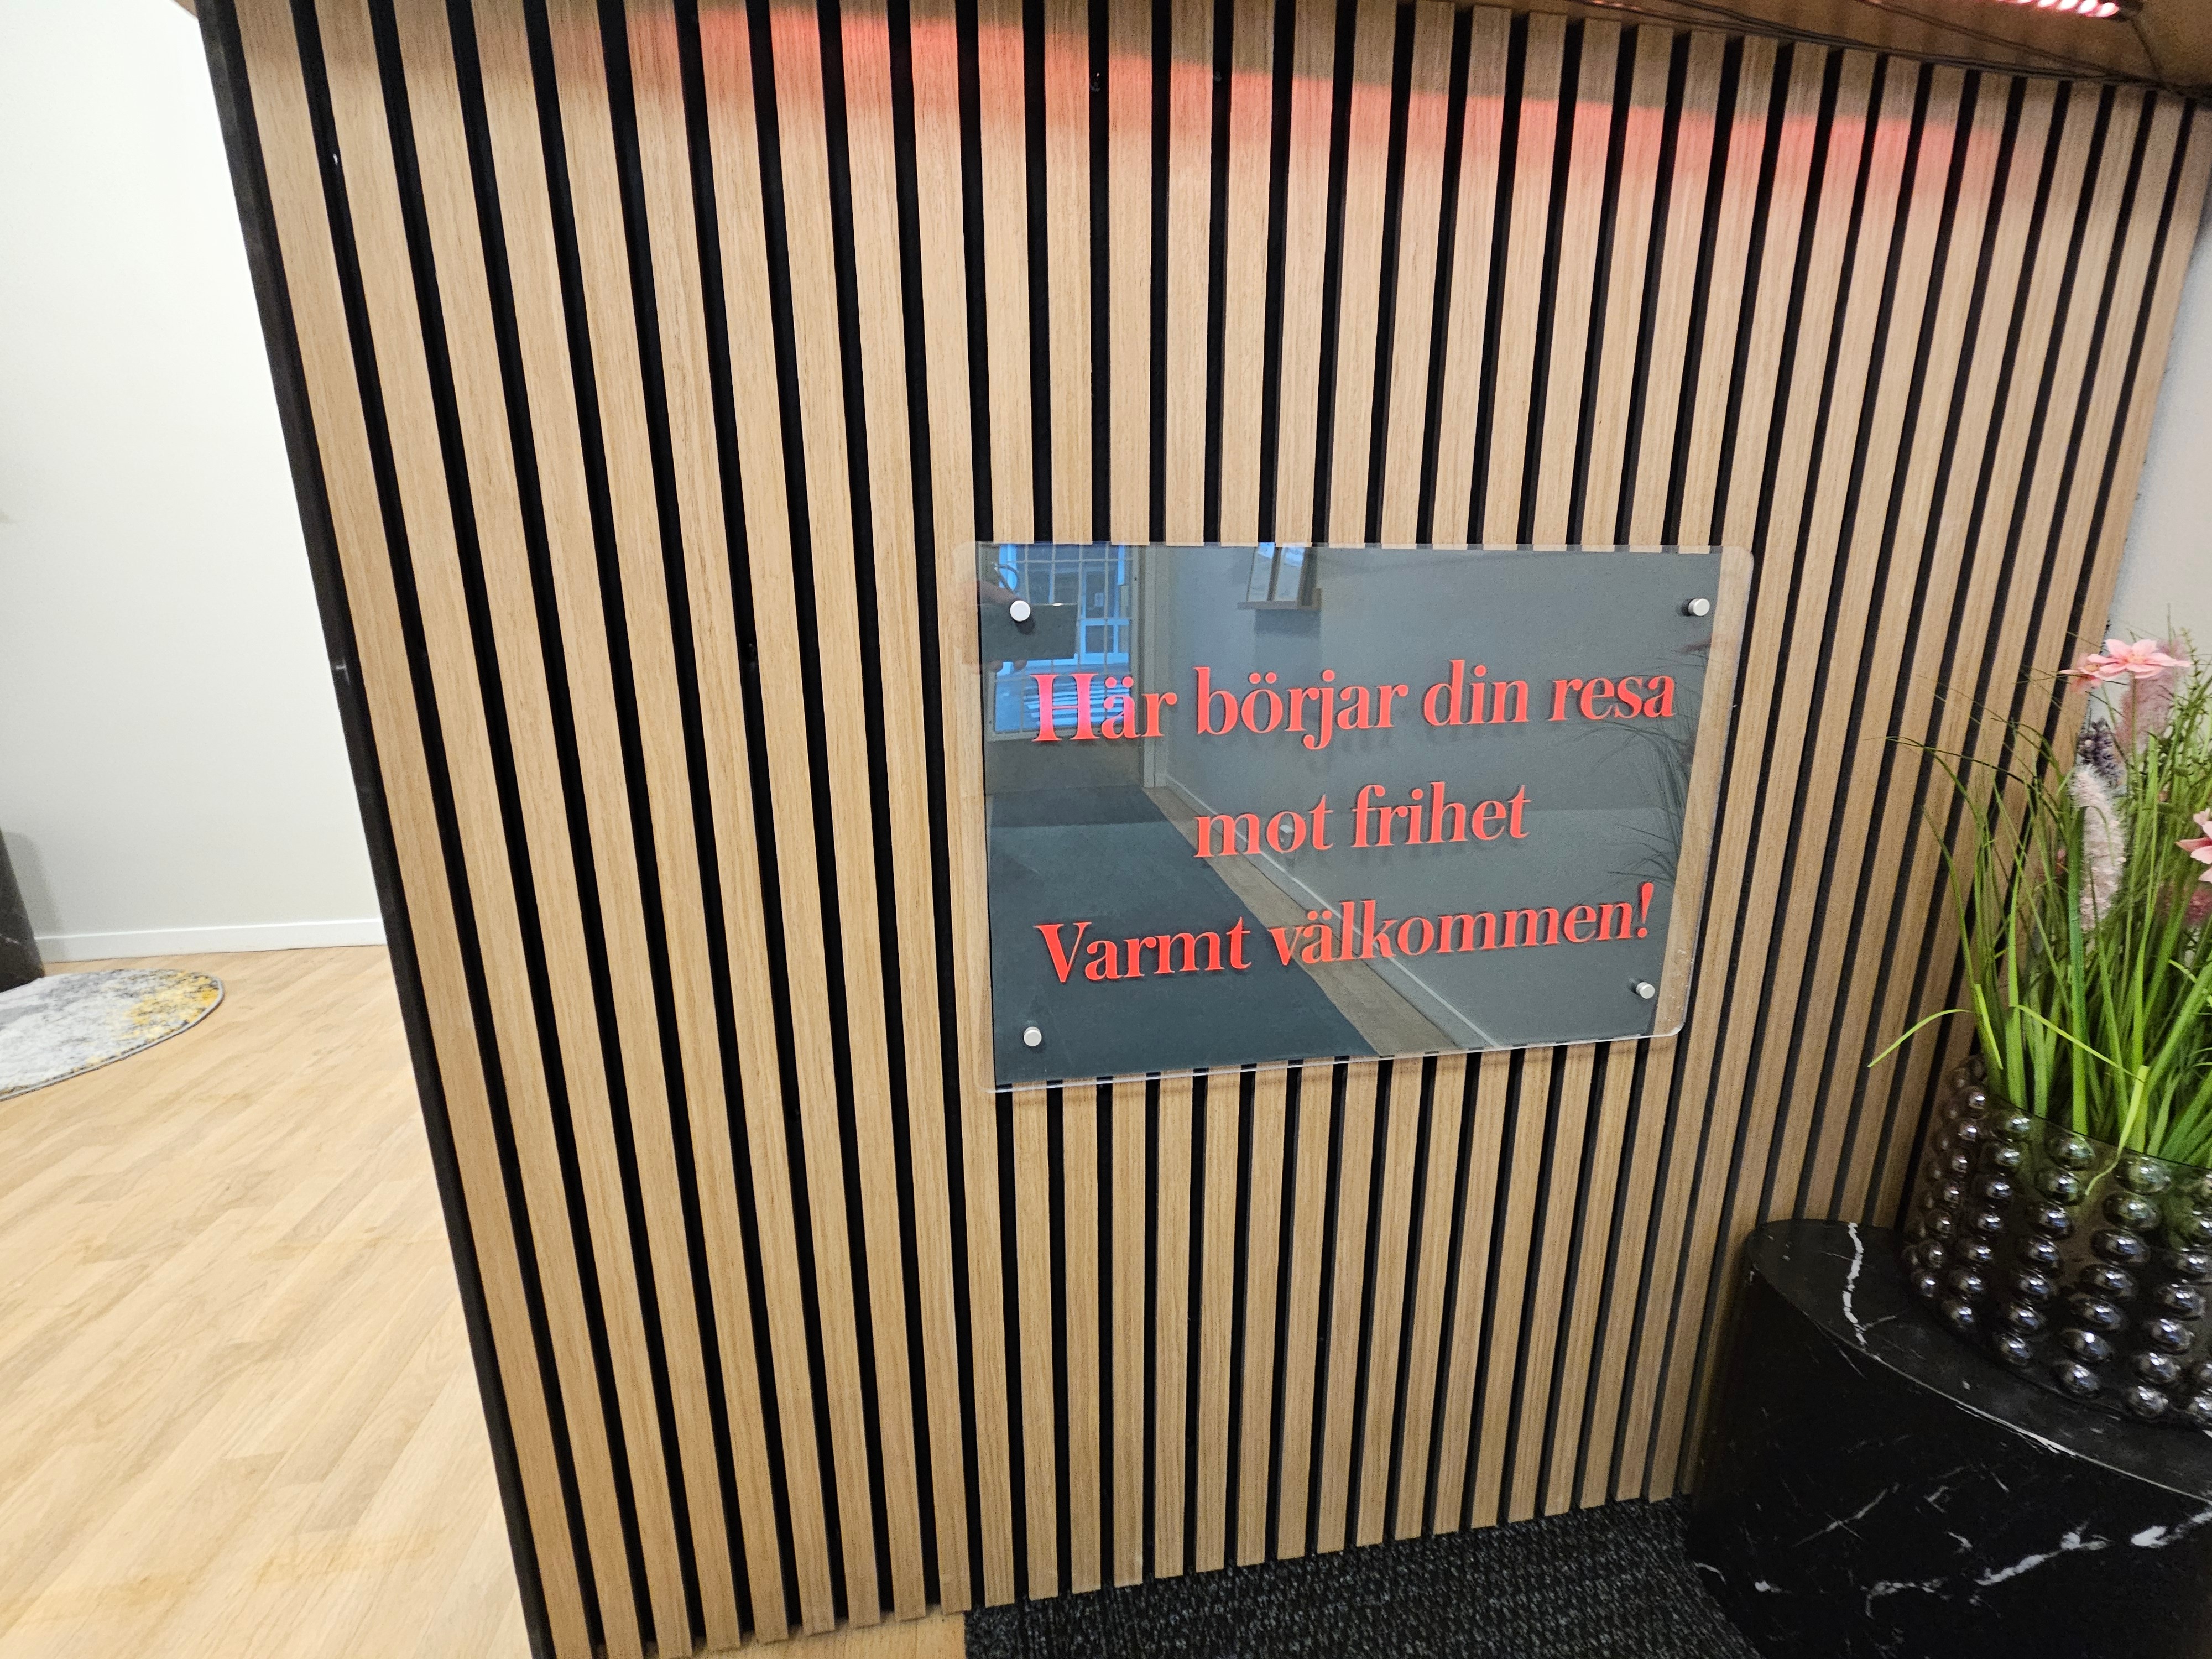 Här börjar din resa
mot frihet
Varmt välkommen!